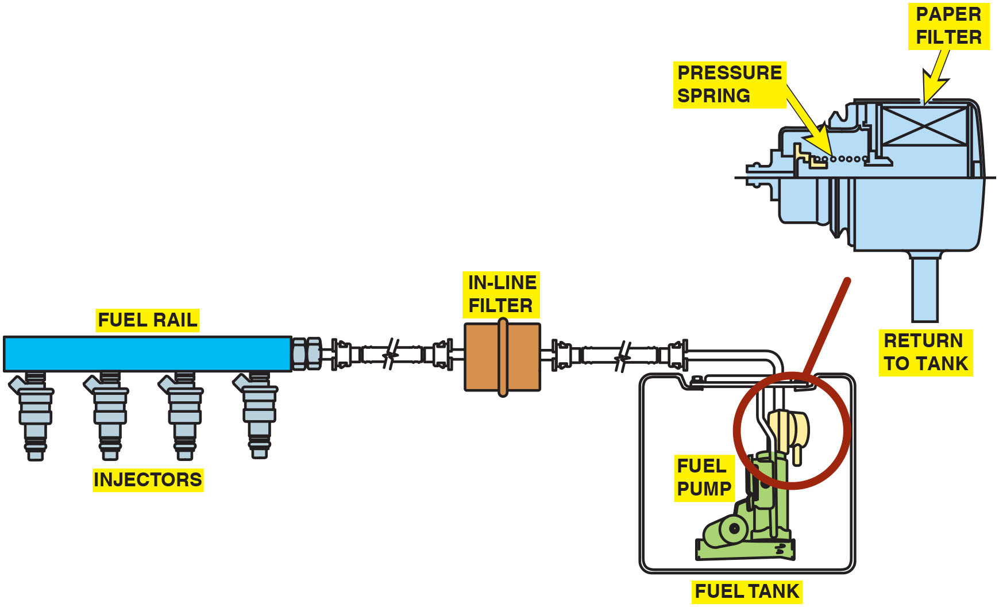 PAPER
FILTER
PRESSURE
SPRING
IN-LINE
FILTER
FUEL RAIL
RETURN
TO TANK
FUEL
PUMP
INJECTORS
FUEL TANK